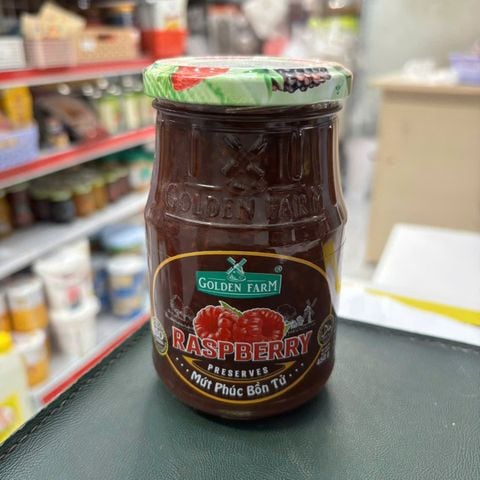 GOLDEN FARM
GOLDEN FARM ®
RASPBERRY
PRESERVES
Mứt Phúc Bồn Tử